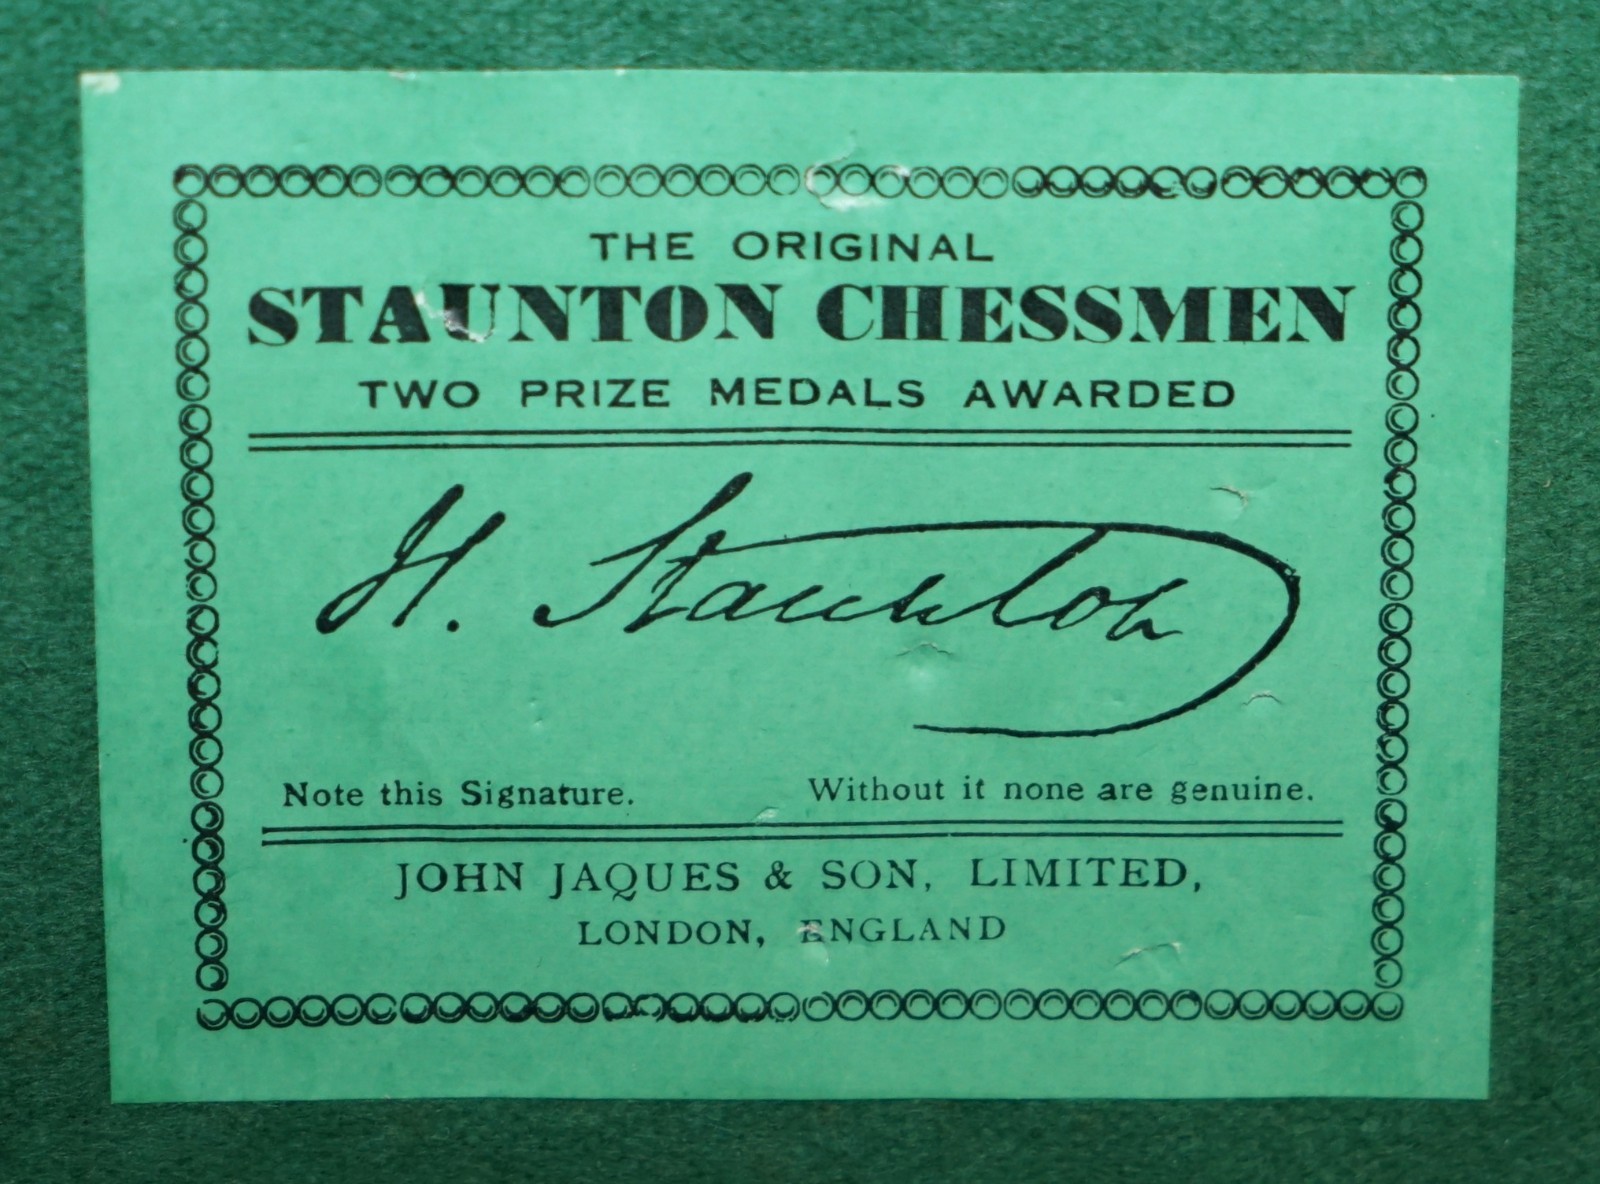 THE ORIGINAL
STAUNTON CHESSMEN
TWO PRIZE MEDALS AWARDED
H. Staunton
Note this Signature. Without it none are genuine.
JOHN JAQUES & SON, LIMITED,
LONDON, ENGLAND